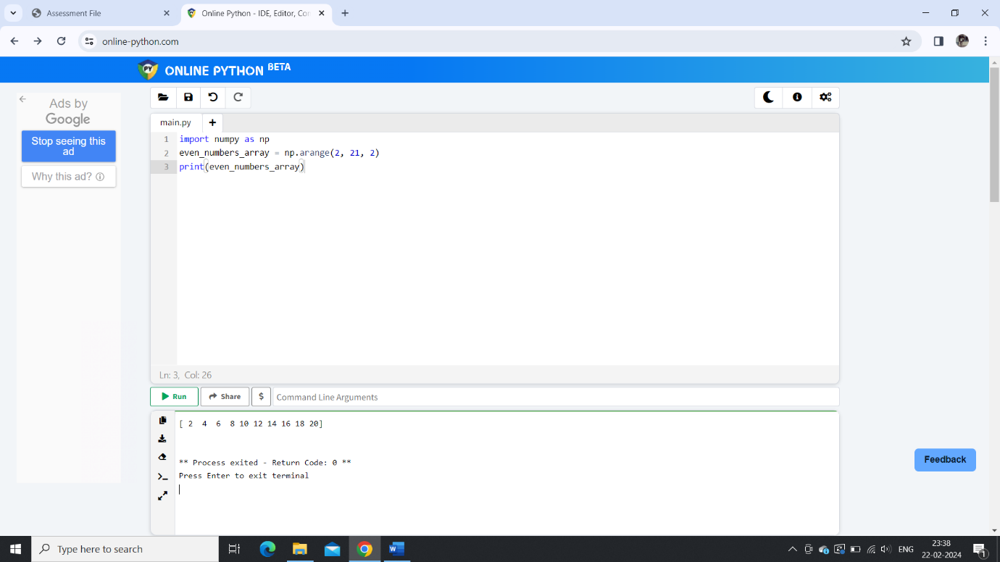 Assessment File
Online Python - IDE, Editor, Con
online-python.com
PY ONLINE PYTHON BETA
Ads by
Google
Stop seeing this
ad
Why this ad?
main.py +
1 import numpy as np
2 even_numbers_array = np.arange(2, 21, 2)
3 print(even_numbers_array)
Ln: 3, Col: 26
Run Share $ Command Line Arguments
[ 2  4  6  8 10 12 14 16 18 20]
** Process exited - Return Code: 0 **
Press Enter to exit terminal
Feedback
Type here to search
ENG
23:38
22-02-2024
1